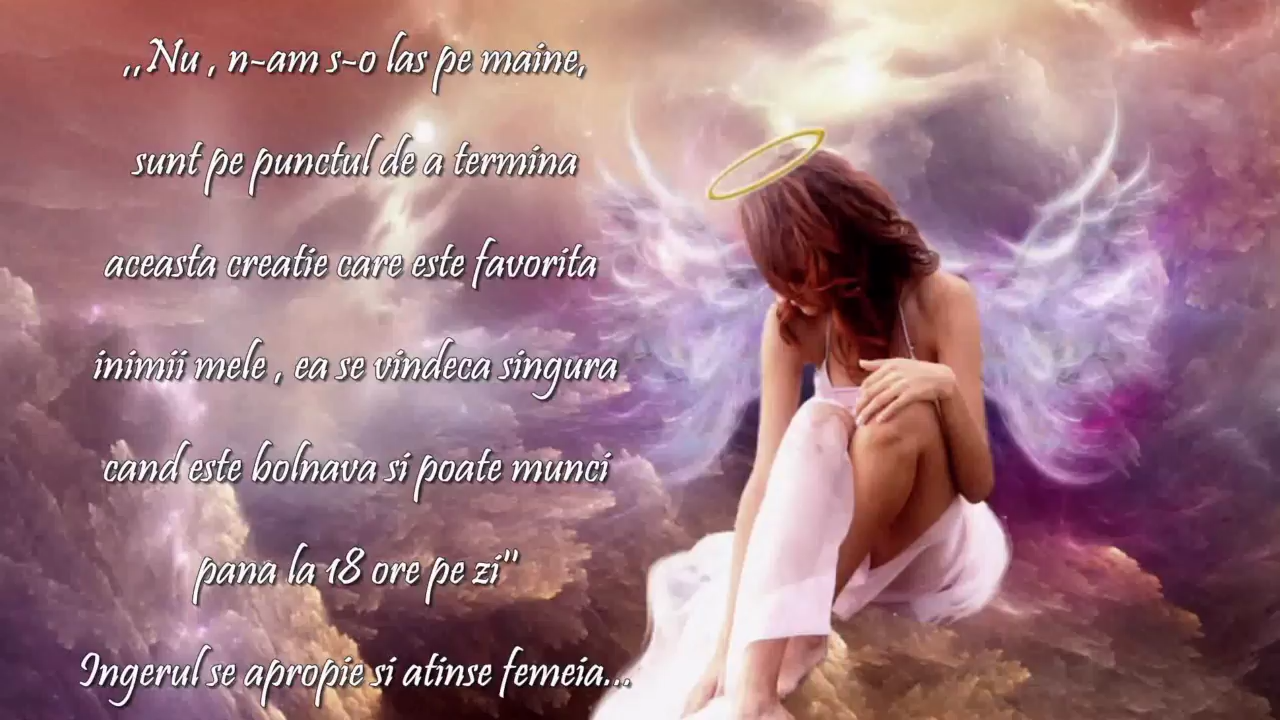 ,,Nu , n-am s-o las pe maine,
sunt pe punctul de a termina
aceasta creatie care este favorita
inimii mele , ea se vindeca singura
cand este bolnava si poate munci
pana la 18 ore pe zi"
Ingerul se apropie si atinse femeia...